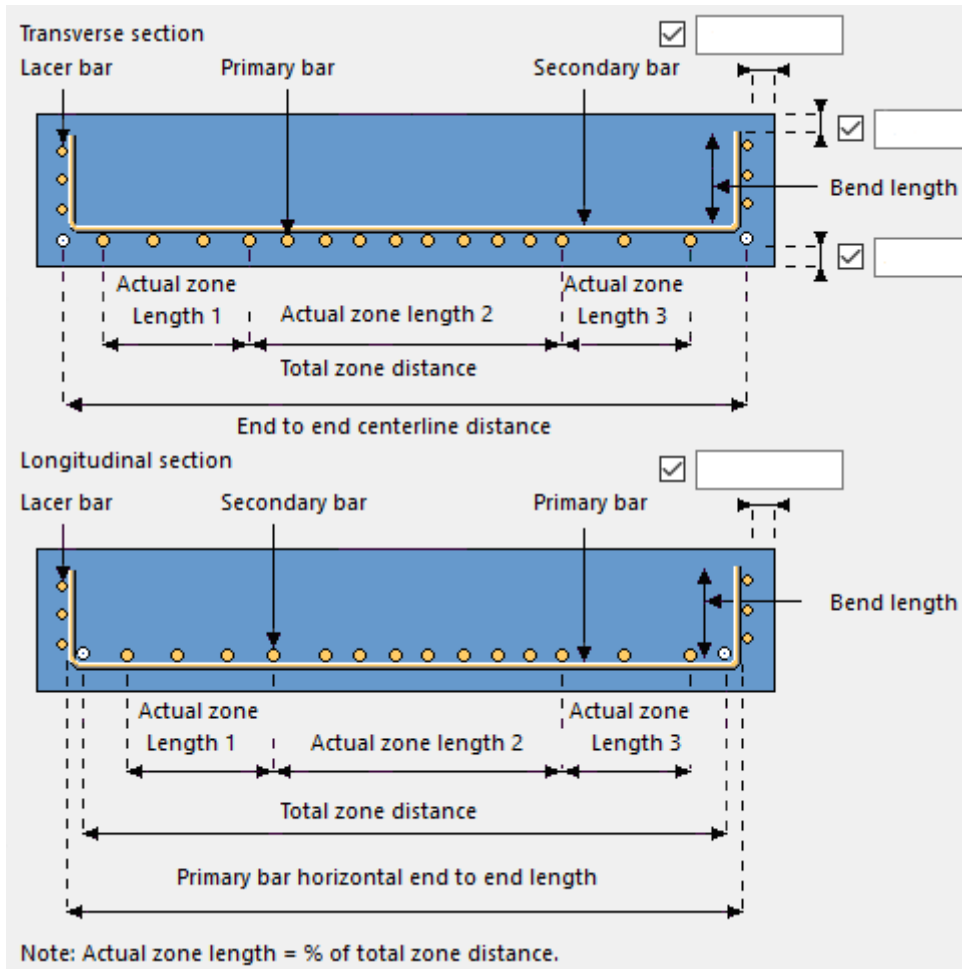 Transverse section
Lacer bar
Primary bar
Secondary bar
Bend length
Actual zone
Length 1
Actual zone length 2
Actual zone
Length 3
Total zone distance
End to end centerline distance
Longitudinal section
Lacer bar
Secondary bar
Primary bar
Bend length
Actual zone
Length 1
Actual zone length 2
Actual zone
Length 3
Total zone distance
Primary bar horizontal end to end length
Note: Actual zone length = % of total zone distance.